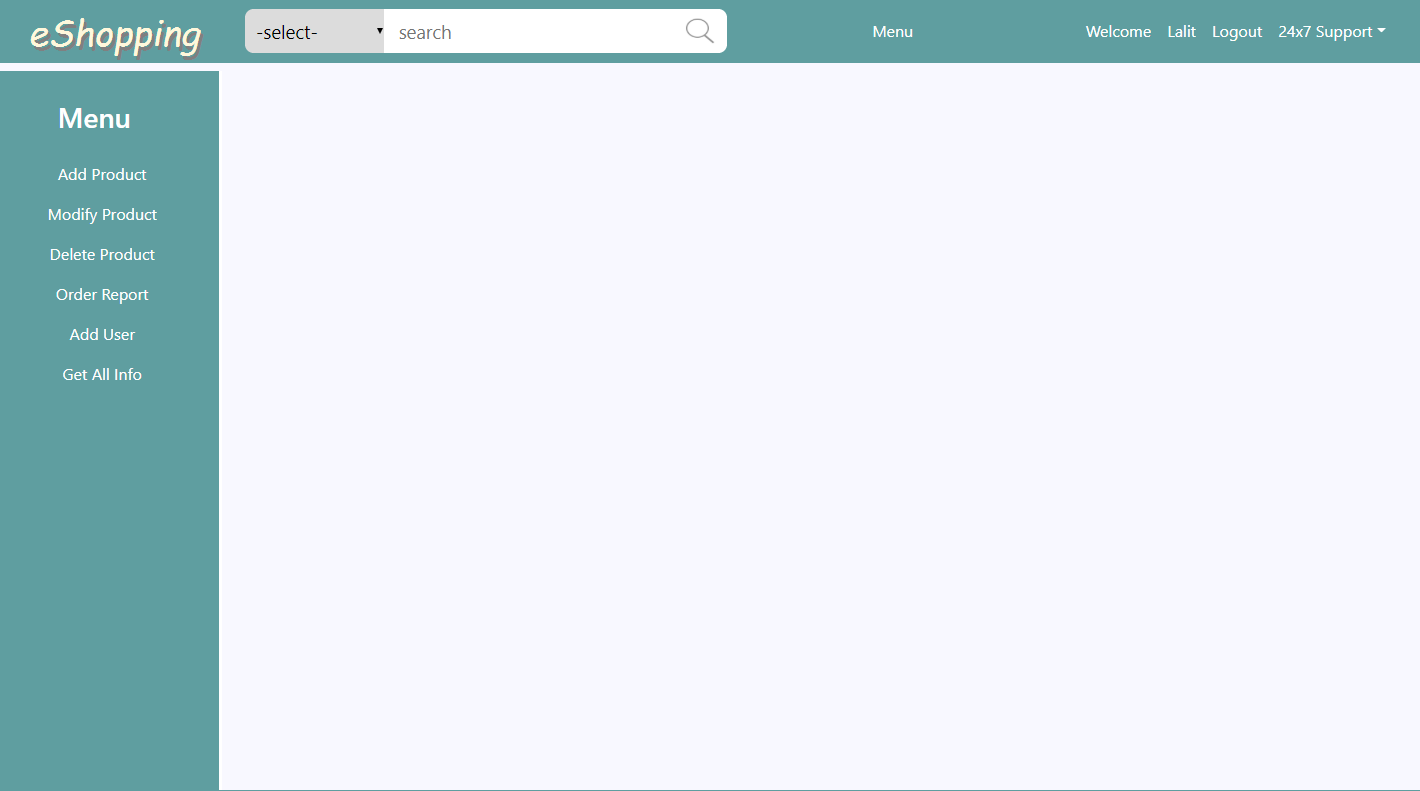 eShopping
-select-
search
Menu
Welcome Lalit Logout 24x7 Support
Menu
Add Product
Modify Product
Delete Product
Order Report
Add User
Get All Info